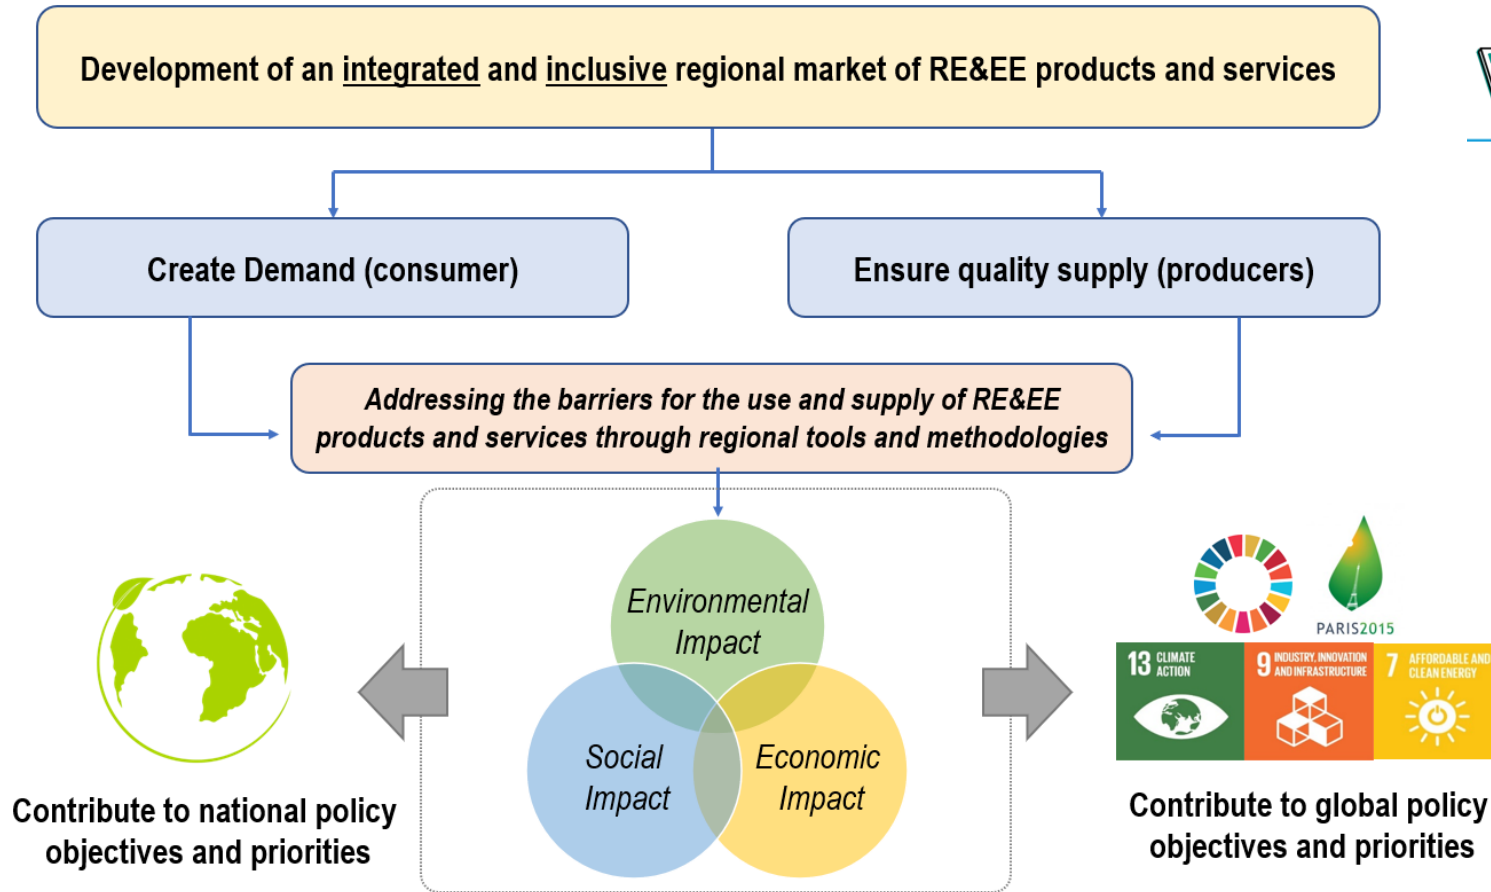 Development of an integrated and inclusive regional market of RE&EE products and services
Create Demand (consumer)
Ensure quality supply (producers)
Addressing the barriers for the use and supply of RE&EE
products and services through regional tools and methodologies
Environmental
Impact
Social
Impact
Economic
Impact
Contribute to national policy
objectives and priorities
PARIS2015
13 CLIMATE
ACTION
9 INDUSTRY, INNOVATION
AND INFRASTRUCTURE
7 AFFORDABLE AND
CLEAN ENERGY
Contribute to global policy
objectives and priorities